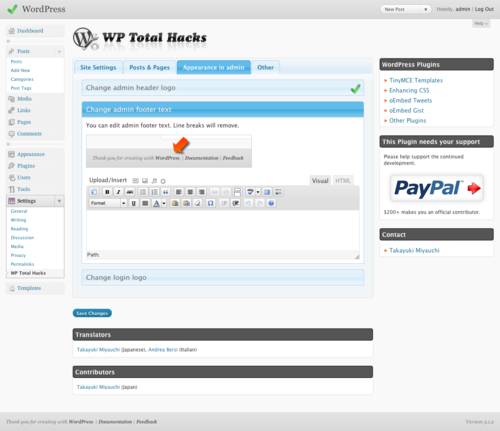 WordPress
New Post
Howdy, admin | Log Out
Help
Dashboard
Posts
Posts
Add New
Categories
Post Tags
Media
Links
Pages
Comments
Appearance
Plugins
Users
Tools
Settings
General
Writing
Reading
Discussion
Media
Privacy
Permalinks
WP Total Hacks
Templates
WP Total Hacks
Site Settings
Posts & Pages
Appearance in admin
Other
Change admin header logo
Change admin footer text
You can edit admin footer text. Line breaks will remove.
Thank you for creating with WordPress | Documentation | Feedback
Upload/Insert
Visual
HTML
Format
Path:
Change login logo
Save Changes
Translators
Takayuki Miyauchi (Japanese), Andrea Bersi (Italian)
Contributors
Takayuki Miyauchi (Japan)
WordPress Plugins
TinyMCE Templates
Enhancing CSS
oEmbed Tweets
oEmbed Gist
Other Plugins
This Plugin needs your support
Please help support the continued
development.
PayPal
$200+ makes you an official contributor.
Contact
Takayuki Miyauchi
Thank you for creating with WordPress | Documentation | Feedback
Version 3.1.2